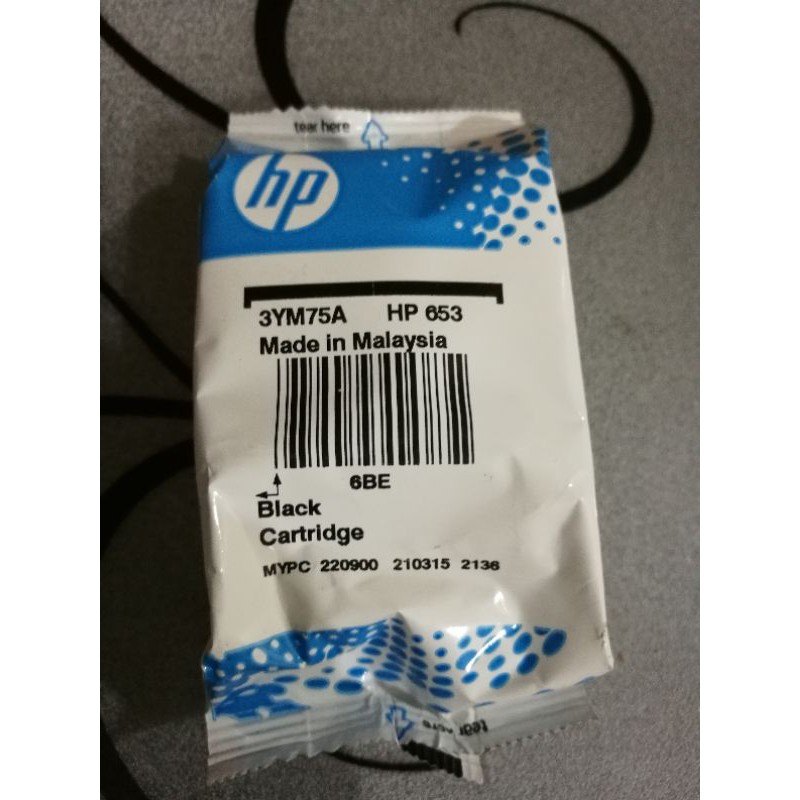 tear here
hp
3YM75A HP 653
Made in Malaysia
6BE
Black
Cartridge
MYPC 220900 210315 2136
tear here